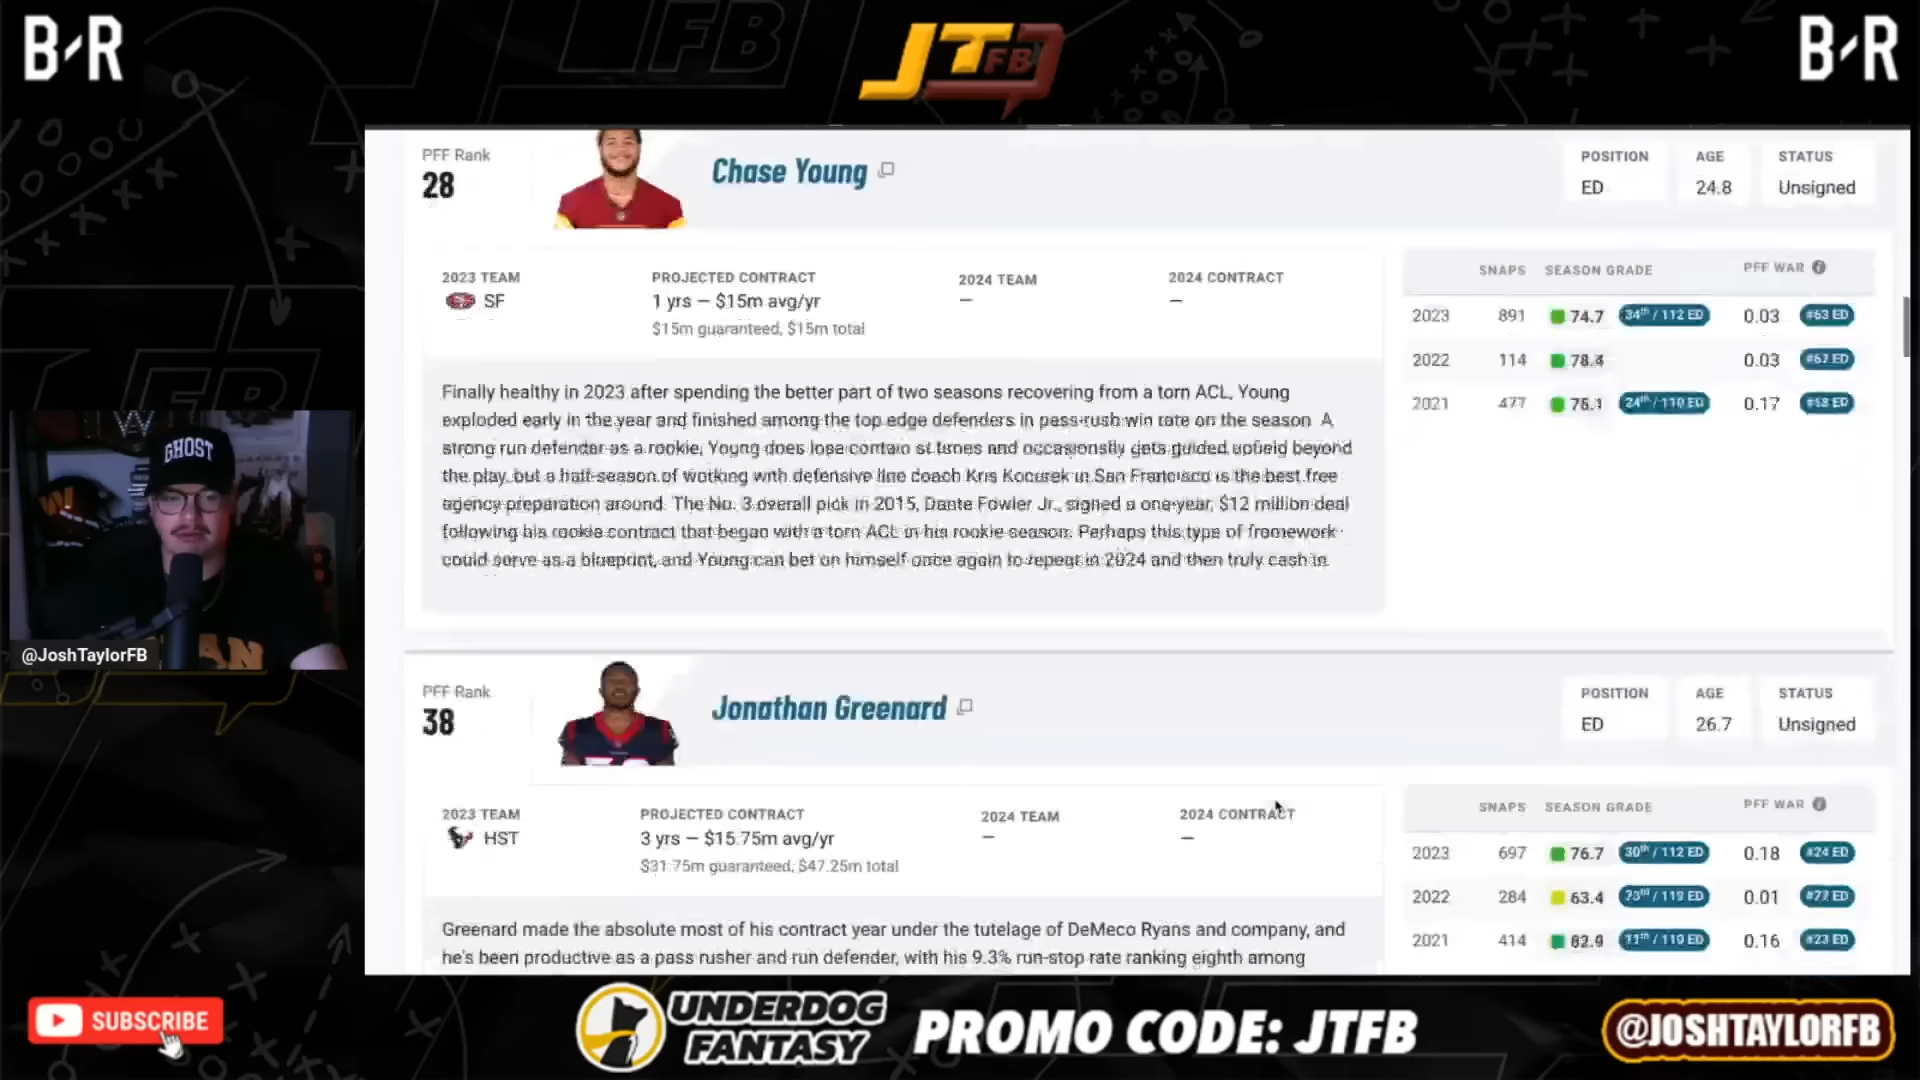 B/R
JTFB
B/R
PFF Rank
28
Chase Young
POSITION
ED
AGE
24.8
STATUS
Unsigned
2023 TEAM
SF
PROJECTED CONTRACT
1 yrs – $15m avg/yr
$15m guaranteed, $15m total
2024 TEAM
–
2024 CONTRACT
–
SNAPS SEASON GRADE PFF WAR
2023 891 74.7 34th / 112 ED 0.03 #63 ED
2022 114 78.4 0.03 #62 ED
2021 477 75.1 24th / 119 ED 0.17
Finally healthy in 2023 after spending the better part of two seasons recovering from a torn ACL, Young
exploded early in the year and finished among the top edge defenders in pass-rush win rate on the season. A
strong run defender as a rookie, Young does lose contain at times and occasionally gets guided upfield beyond
the play, but a half-season of working with defensive line coach Kris Kocurek in San Francisco is the best free
agency preparation around. The No. 3 overall pick in 2015, Dante Fowler Jr., signed a one-year, $12 million deal
following his rookie contract that began with a torn ACL in his rookie season. Perhaps this type of framework
could serve as a blueprint, and Young can bet on himself once again to repeat in 2024 and then truly cash in.
GHOST
@JoshTaylorFB
PFF Rank
38
Jonathan Greenard
POSITION
ED
AGE
26.7
STATUS
Unsigned
2023 TEAM
HST
PROJECTED CONTRACT
3 yrs – $15.75m avg/yr
$31.75m guaranteed, $47.25m total
2024 TEAM
–
2024 CONTRACT
–
SNAPS SEASON GRADE PFF WAR
2023 697 76.7 30th / 112 ED 0.18 #24 ED
2022 284 63.4 73rd / 119 ED 0.01 #77 ED
2021 414 82.9 11th / 119 ED 0.16 #23 ED
Greenard made the absolute most of his contract year under the tutelage of DeMeco Ryans and company, and
he's been productive as a pass rusher and run defender, with his 9.3% run-stop rate ranking eighth among
SUBSCRIBE
UNDERDOG
FANTASY
PROMO CODE: JTFB
@JOSHTAYLORFB